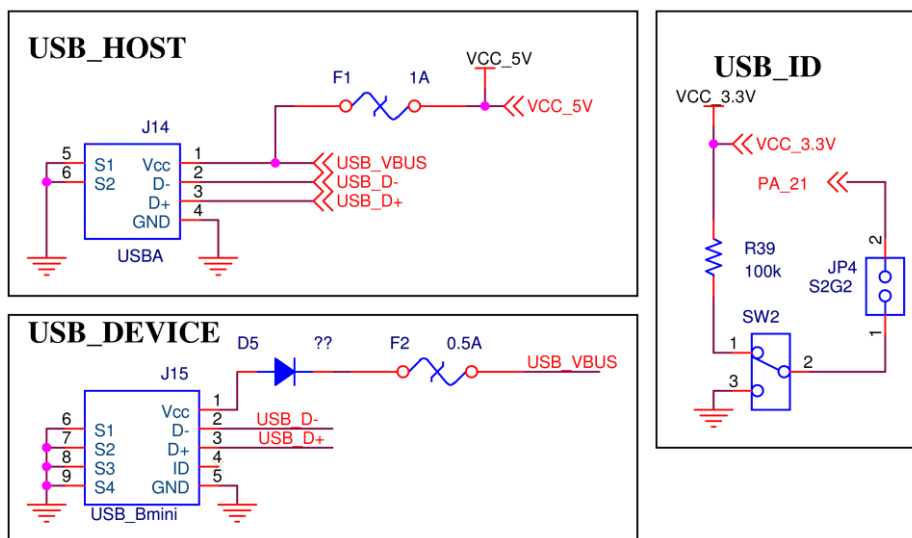 USB_HOST
F1 1A
VCC_5V
VCC_5V
J14
5 S1 Vcc 1 USB_VBUS
6 S2 D- 2 USB_D-
D+ 3 USB_D+
GND 4
USBA
USB_DEVICE
D5 ?? F2 0.5A
USB_VBUS
J15
Vcc 1
6 S1 D- 2 USB_D-
7 S2 D+ 3 USB_D+
8 S3 ID 4
9 S4 GND 5
USB_Bmini
USB_ID
VCC_3.3V
VCC_3.3V
PA_21
R39
100k
2
JP4
S2G2
1
SW2
1
2
3